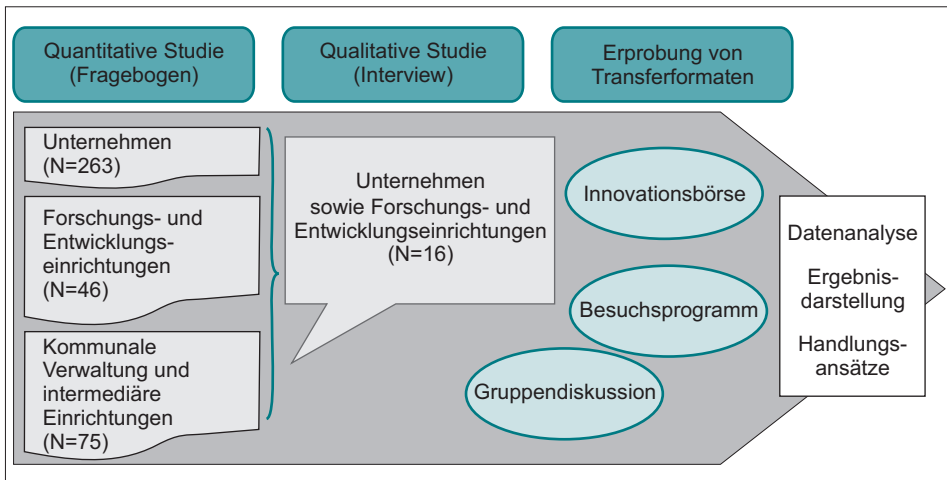 Quantitative Studie
(Fragebogen)
Qualitative Studie
(Interview)
Erprobung von
Transferformaten
Unternehmen
(N=263)
Forschungs- und
Entwicklungs-
einrichtungen
(N=46)
Kommunale
Verwaltung und
intermediäre
Einrichtungen
(N=75)
Unternehmen
sowie Forschungs- und
Entwicklungseinrichtungen
(N=16)
Innovationsbörse
Besuchsprogramm
Gruppendiskussion
Datenanalyse
Ergebnis-
darstellung
Handlungs-
ansätze